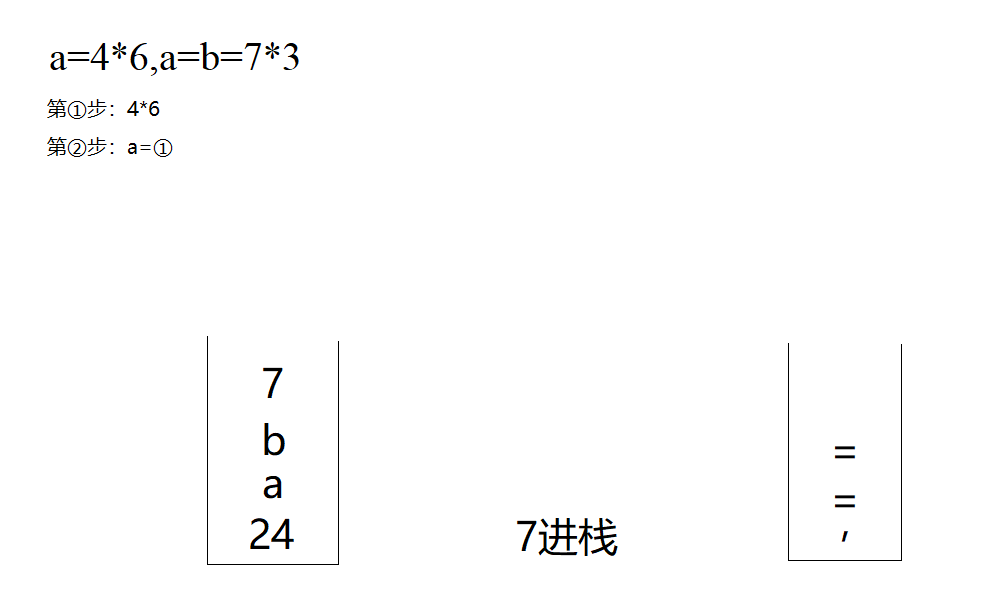 a=4*6,a=b=7*3
第①步：4*6
第②步：a=①
7
b
a
24
7进栈
=
=
,